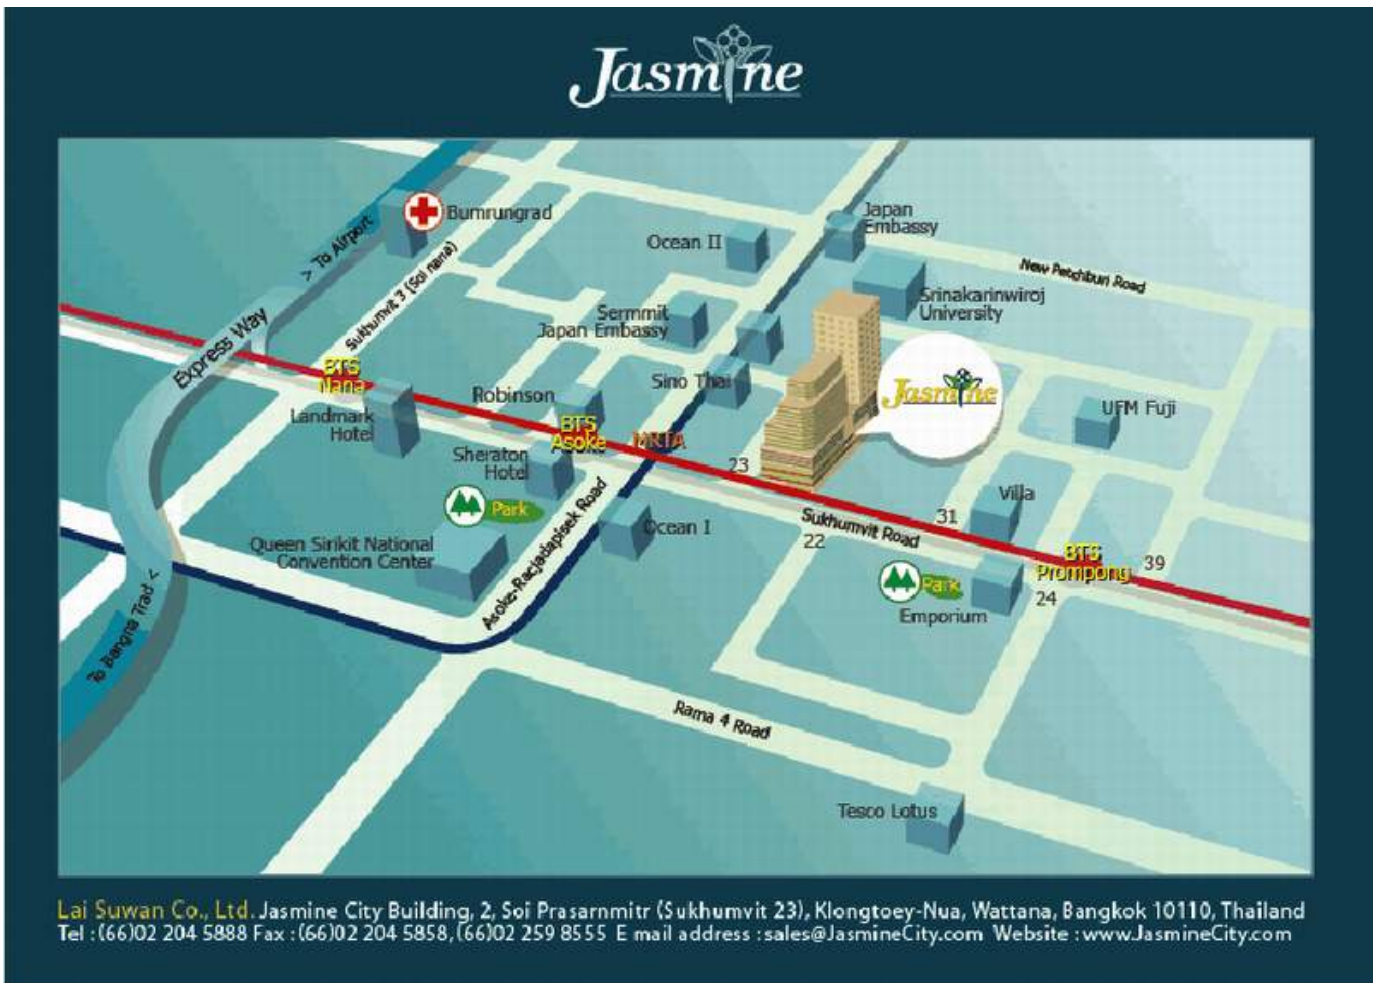 Jasmine
Bumrungrad
Japan
Embassy
Ocean II
> To Airport
Sukhumvit 3 (Soi nana)
New Petchburi Road
Srinakarinwiroj
University
Sermmit
Japan Embassy
Express Way
BTS
Nana
Sino Thai
Jasmine
Robinson
Landmark
Hotel
UFM Fuji
BTS
Asoke
Asoke
MRTA
Sheraton
Hotel
23
Villa
Park
Ocean I
Sukhumvit Road
31
22
Queen Sirikit National
Convention Center
Asoke-Racjadapisek Road
BTS
Prompong
39
Park
24
Emporium
To Bangna Trad <
Rama 4 Road
Tesco Lotus
Lai Suwan Co., Ltd. Jasmine City Building, 2, Soi Prasarnmitr (Sukhumvit 23), Klongtoey-Nua, Wattana, Bangkok 10110, Thailand
Tel : (66)02 204 5888 Fax : (66)02 204 5858, (66)02 259 8555 E mail address : sales@JasmineCity.com Website : www.JasmineCity.com